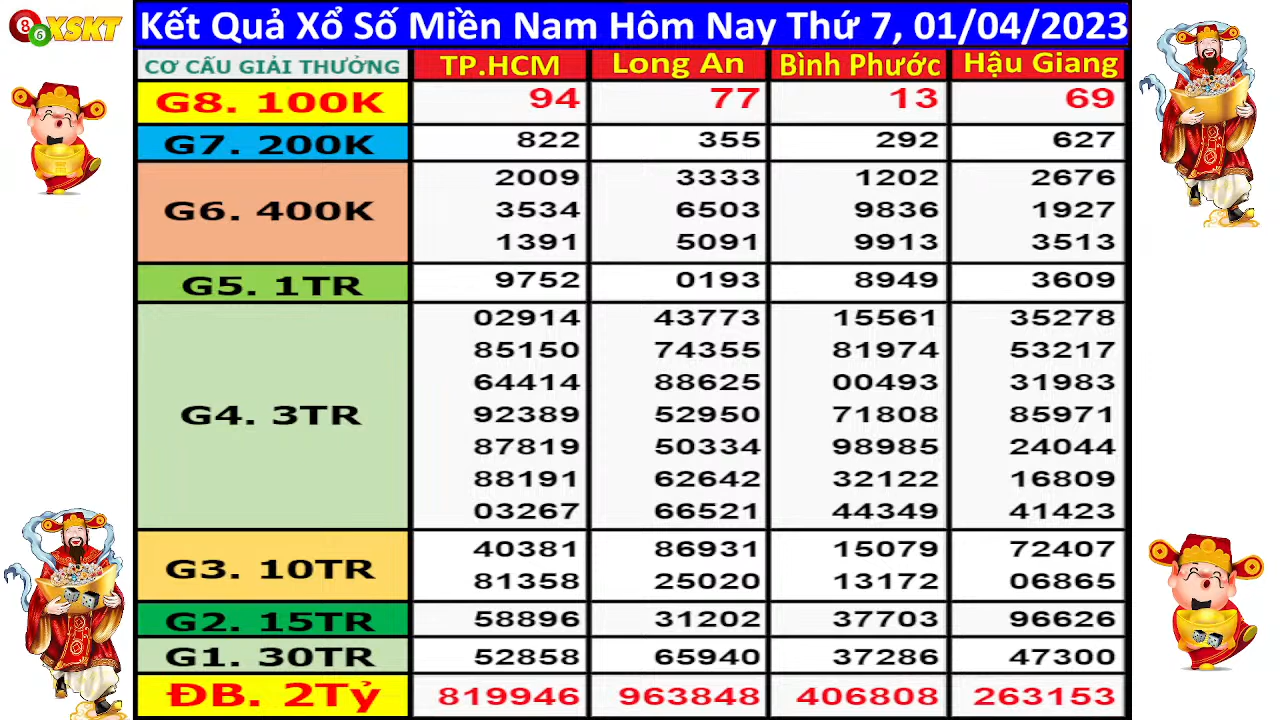 8 6 XSKT
Kết Quả Xổ Số Miền Nam Hôm Nay Thứ 7, 01/04/2023
CƠ CẤU GIẢI THƯỞNG TP.HCM Long An Bình Phước Hậu Giang
G8. 100K 94 77 13 69
G7. 200K 822 355 292 627
2009 3333 1202 2676
G6. 400K 3534 6503 9836 1927
1391 5091 9913 3513
G5. 1TR 9752 0193 8949 3609
02914 43773 15561 35278
85150 74355 81974 53217
64414 88625 00493 31983
G4. 3TR 92389 52950 71808 85971
87819 50334 98985 24044
88191 62642 32122 16809
03267 66521 44349 41423
40381 86931 15079 72407
G3. 10TR 81358 25020 13172 06865
G2. 15TR 58896 31202 37703 96626
G1. 30TR 52858 65940 37286 47300
ĐB. 2Tỷ 819946 963848 406808 263153